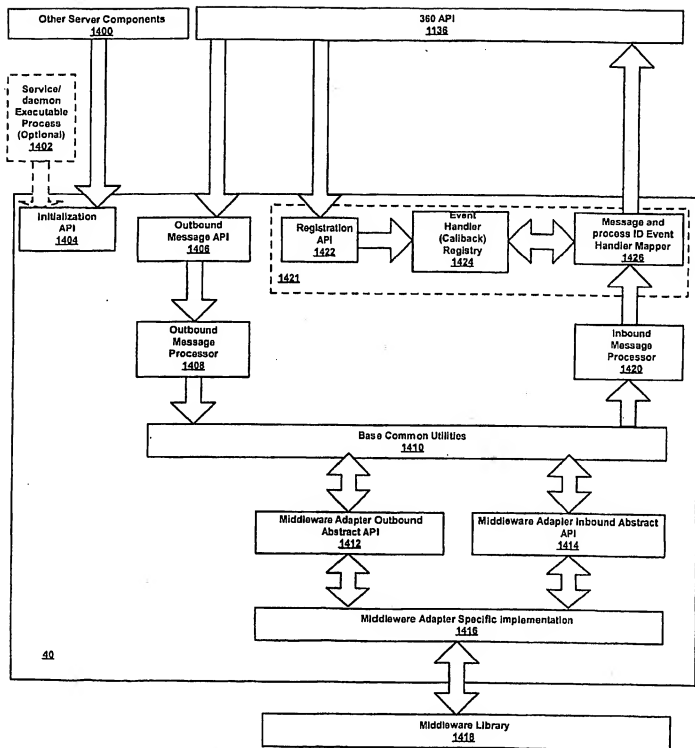 Other Server Components
1400
360 API
1136
Service/
daemon
Executable
Process
(Optional)
1402
Initialization
API
1404
Outbound
Message API
1406
Registration
API
1422
Event
Handler
(Callback)
Registry
1424
Message and
process ID Event
Handler Mapper
1426
1421
Outbound
Message
Processor
1408
Inbound
Message
Processor
1420
Base Common Utilities
1410
Middleware Adapter Outbound
Abstract API
1412
Middleware Adapter Inbound Abstract
API
1414
Middleware Adapter Specific Implementation
1416
40
Middleware Library
1418